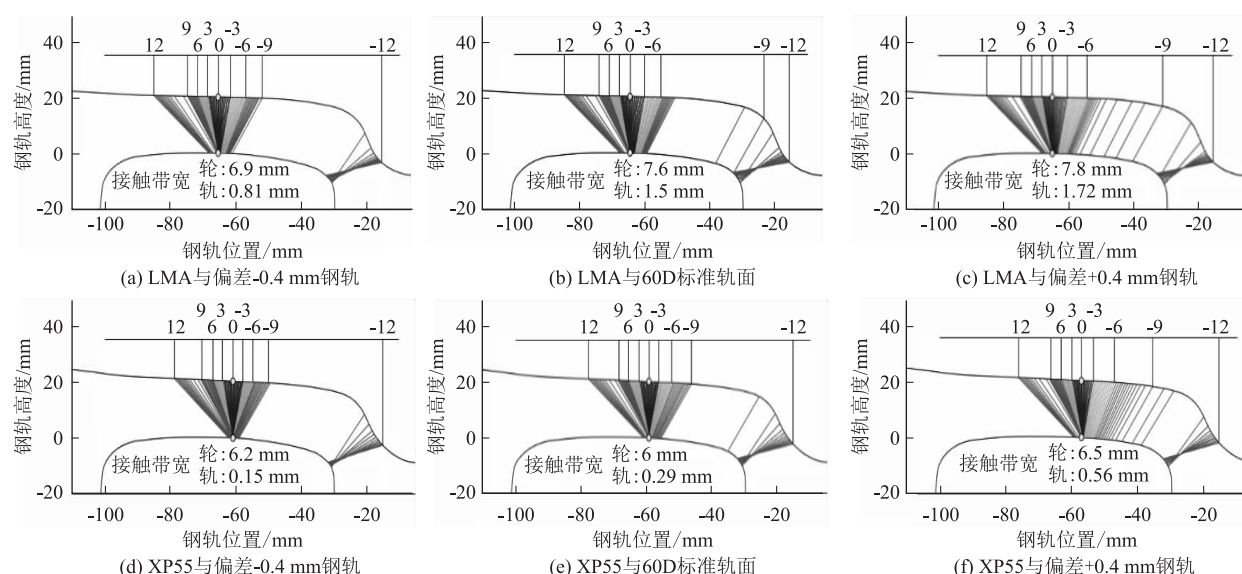 9 3 0 -3
12 6 -6 -9 -12
40
20
0
-20
钢轨高度/mm
接触带宽
轮:6.9 mm
轨:0.81 mm
-100 -80 -60 -40 -20
钢轨位置/mm
(a) LMA与偏差-0.4 mm钢轨
9 3 -3
12 6 0 -6 -9 -12
40
20
0
-20
钢轨高度/mm
接触带宽
轮:7.6 mm
轨:1.5 mm
-100 -80 -60 -40 -20
钢轨位置/mm
(b) LMA与60D标准轨面
9 3 -3
12 6 0 -6 -9 -12
40
20
0
-20
钢轨高度/mm
接触带宽
轮:7.8 mm
轨:1.72 mm
-100 -80 -60 -40 -20
钢轨位置/mm
(c) LMA与偏差+0.4 mm钢轨
9 3 -3
12 6 0 -6 -9 -12
40
20
0
-20
钢轨高度/mm
接触带宽
轮:6.2 mm
轨:0.15 mm
-100 -80 -60 -40 -20
钢轨位置/mm
(d) XP55与偏差-0.4 mm钢轨
9 3 -3
12 6 0 -6 -9 -12
40
20
0
-20
钢轨高度/mm
接触带宽
轮:6 mm
轨:0.29 mm
-100 -80 -60 -40 -20
钢轨位置/mm
(e) XP55与60D标准轨面
9 3 -3
12 6 0 -6 -9 -12
40
20
0
-20
钢轨高度/mm
接触带宽
轮:6.5 mm
轨:0.56 mm
-100 -80 -60 -40 -20
钢轨位置/mm
(f) XP55与偏差+0.4 mm钢轨